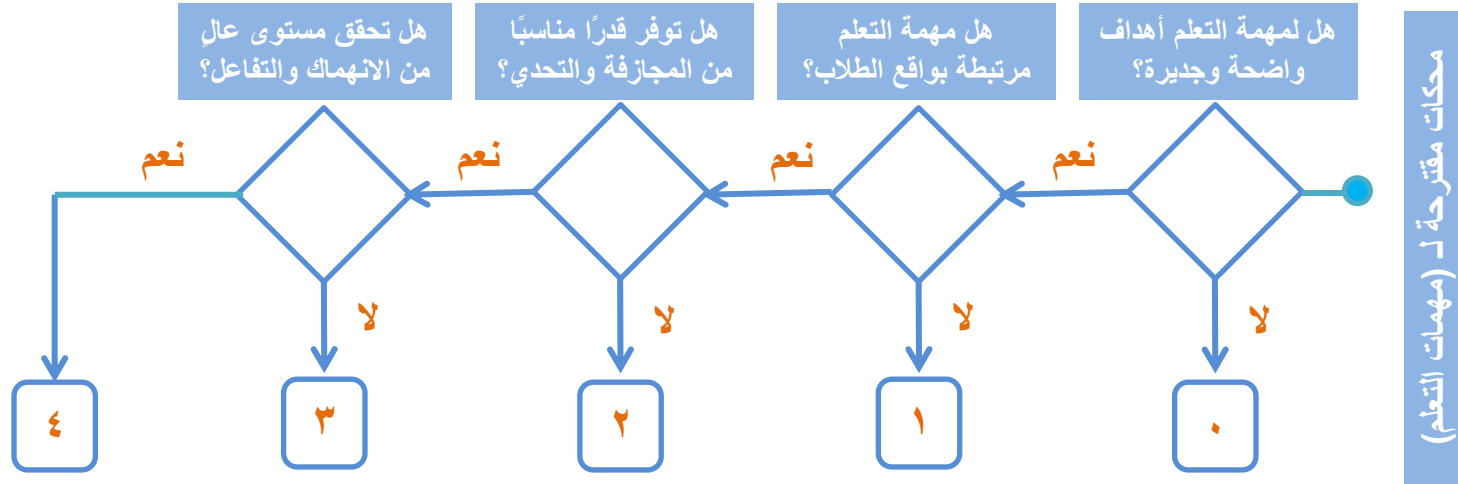 محكات مقترحة لـ (مهمات التعلم)
هل لمهمة التعلم أهداف
واضحة وجديرة؟
هل مهمة التعلم
مرتبطة بواقع الطلاب؟
هل توفر قدرًا مناسبًا
من المجازفة والتحدي؟
هل تحقق مستوى عالٍ
من الانهماك والتفاعل؟
نعم
نعم
نعم
نعم
لا
لا
لا
لا
٠
١
٢
٣
٤